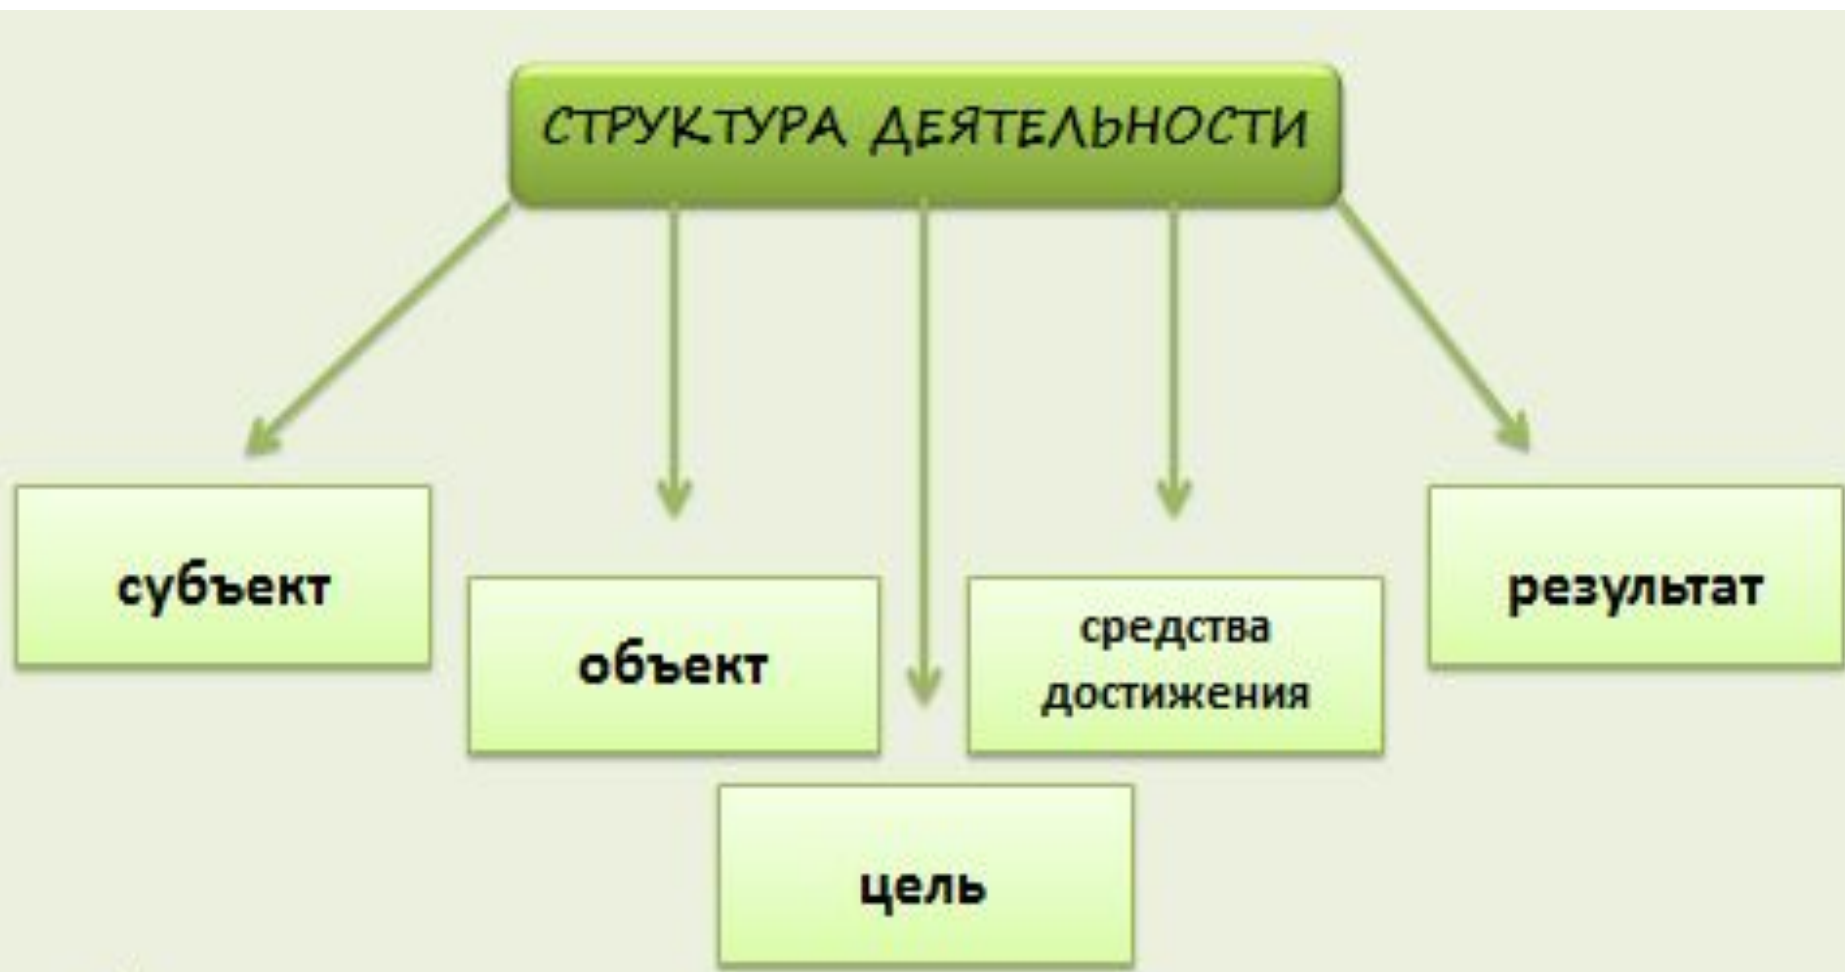 СТРУКТУРА ДЕЯТЕЛЬНОСТИ
субъект
объект
цель
средства
достижения
результат